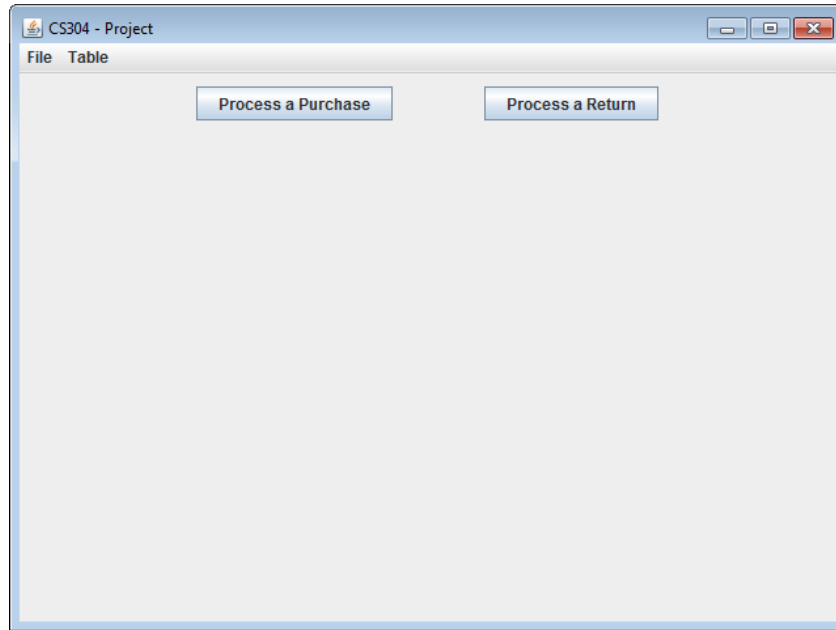 CS304 - Project
File Table
Process a Purchase Process a Return